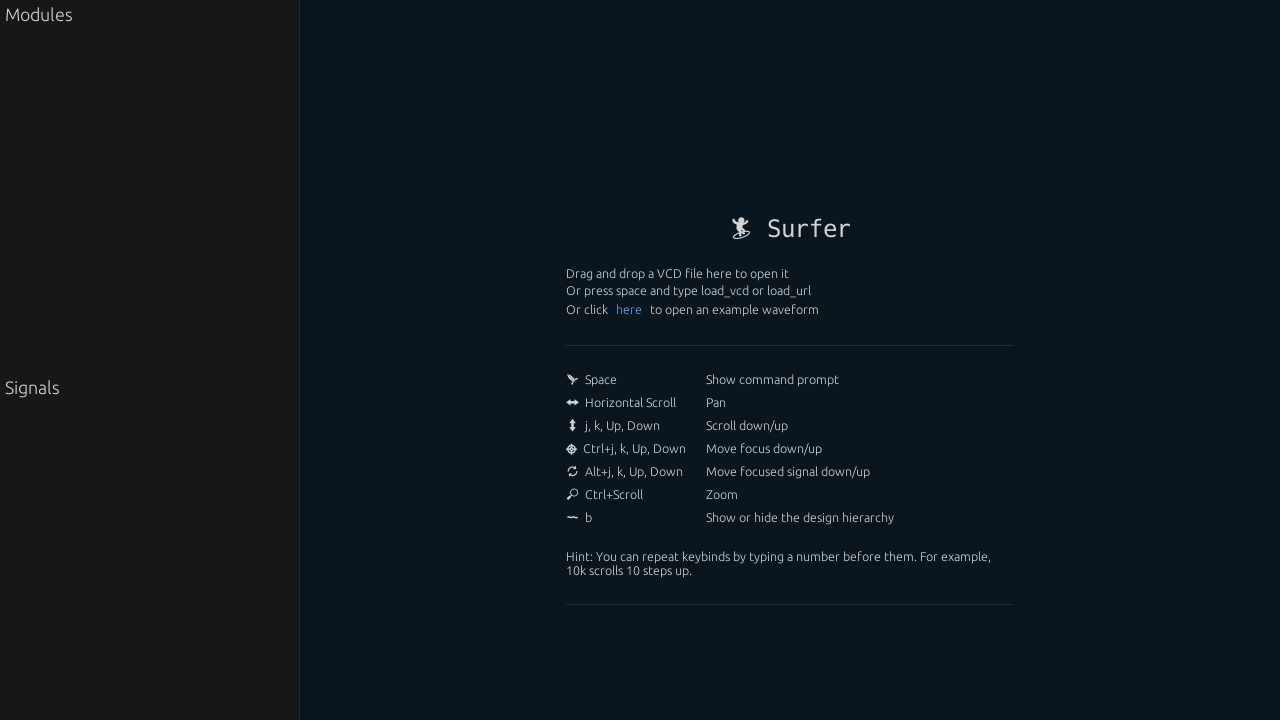 Modules
Signals
Surfer
Drag and drop a VCD file here to open it
Or press space and type load_vcd or load_url
Or click here to open an example waveform
Space Show command prompt
Horizontal Scroll Pan
j, k, Up, Down Scroll down/up
Ctrl+j, k, Up, Down Move focus down/up
Alt+j, k, Up, Down Move focused signal down/up
Ctrl+Scroll Zoom
b Show or hide the design hierarchy
Hint: You can repeat keybinds by typing a number before them. For example,
10k scrolls 10 steps up.